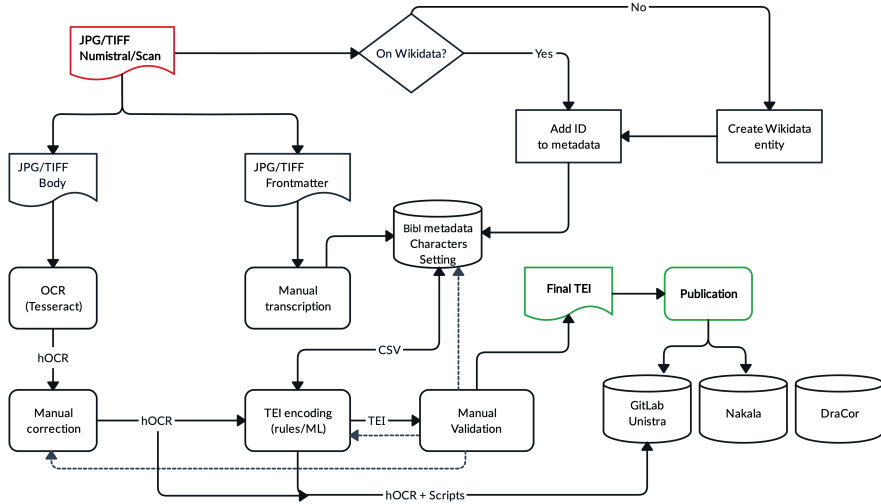 No
JPG/TIFF
Numistral/Scan
On Wikidata?
Yes
Add ID
to metadata
Create Wikidata
entity
JPG/TIFF
Body
JPG/TIFF
Frontmatter
Bibl metadata
Characters
Setting
OCR
(Tesseract)
Manual
transcription
Final TEI
Publication
hOCR
CSV
Manual
correction
hOCR
TEI encoding
(rules/ML)
TEI
Manual
Validation
GitLab
Unistra
Nakala
DraCor
hOCR + Scripts